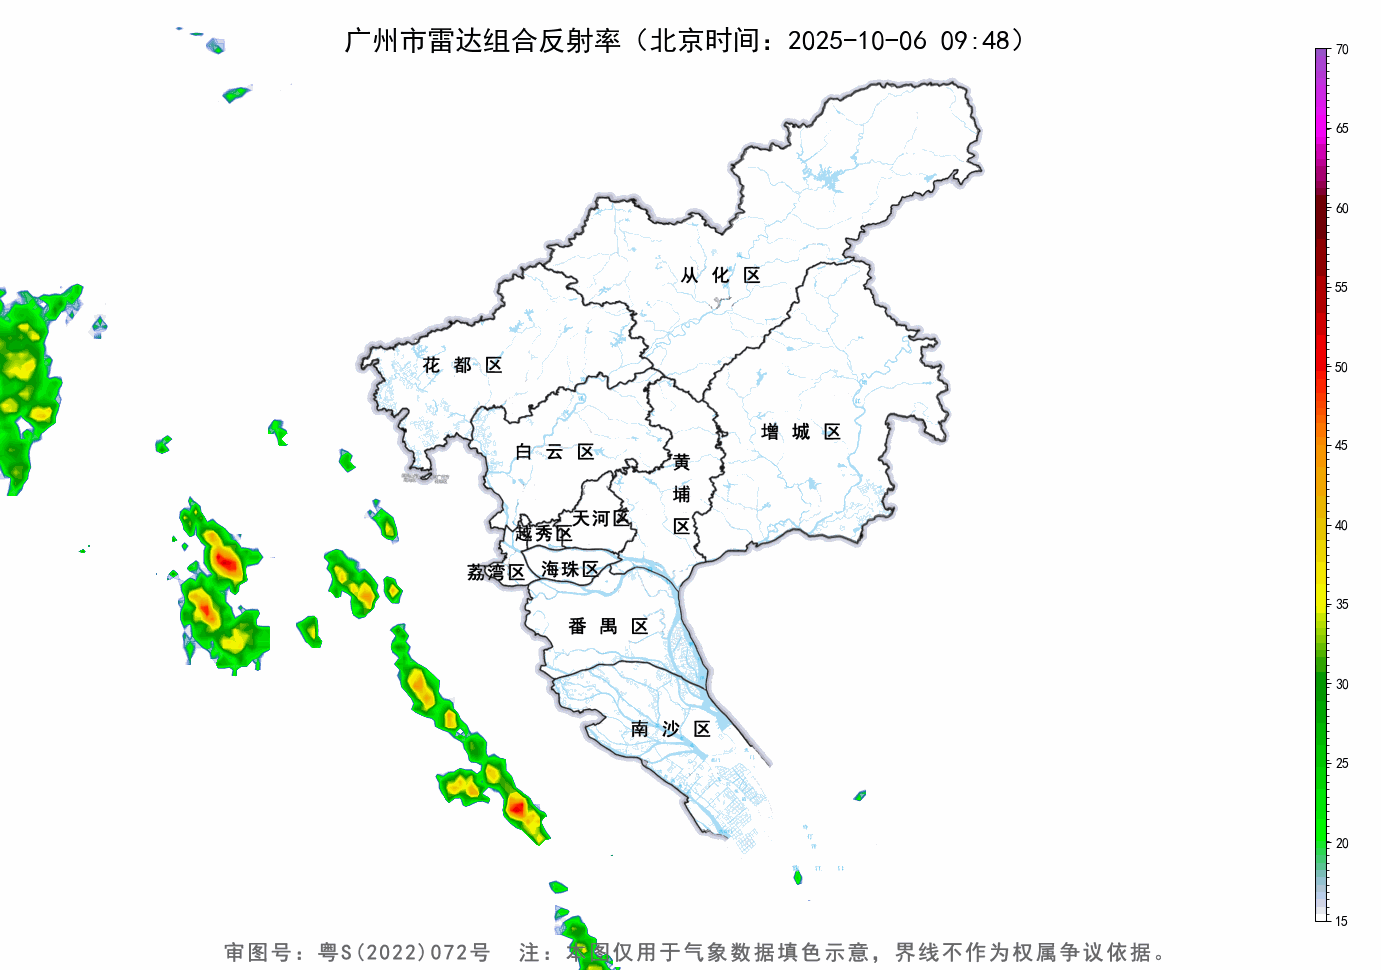 广州市雷达组合反射率（北京时间：2025-10-06 09:48）
70
65
60
55
50
45
40
35
30
25
20
15
从化区
花都区
增城区
白云区
黄埔区
天河区
越秀区
海珠区
荔湾区
番禺区
南沙区
审图号：粤S(2022)072号 注：本图仅用于气象数据填色示意，界线不作为权属争议依据。